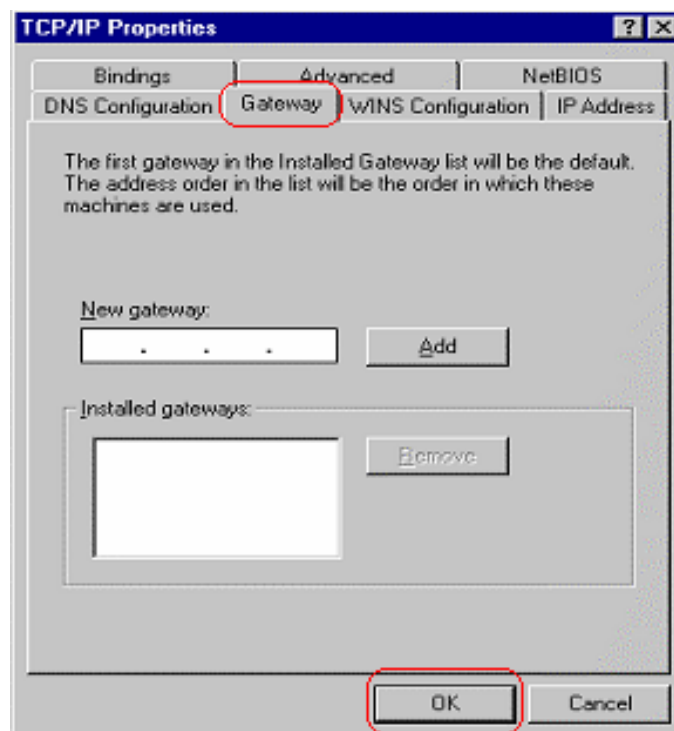 TCP/IP Properties
Bindings
Advanced
NetBIOS
DNS Configuration
Gateway
WINS Configuration
IP Address
The first gateway in the Installed Gateway list will be the default.
The address order in the list will be the order in which these
machines are used.
New gateway:
. . .
Add
Installed gateways:
Remove
OK
Cancel